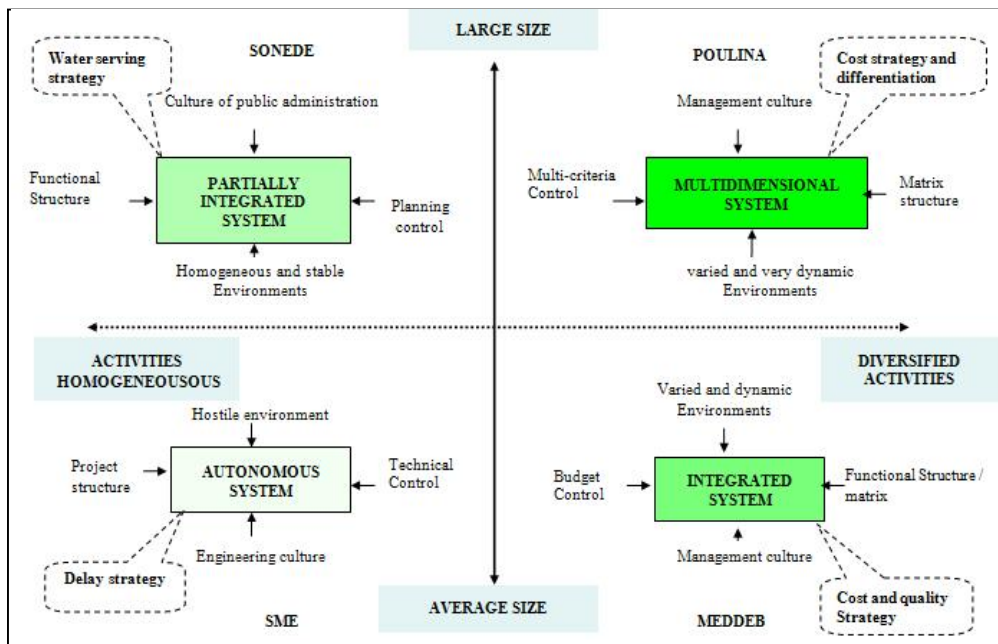 LARGE SIZE
SONEDE
Water serving
strategy
Culture of public administration
Functional
Structure
PARTIALLY
INTEGRATED
SYSTEM
Planning
control
Homogeneous and stable
Environments
POULINA
Cost strategy and
differentiation
Management culture
Multi-criteria
Control
MULTIDIMENSIONAL
SYSTEM
Matrix
structure
varied and very dynamic
Environments
ACTIVITIES
HOMOGENEOUSOUS
DIVERSIFIED
ACTIVITIES
Hostile environment
Project
structure
AUTONOMOUS
SYSTEM
Technical
Control
Engineering culture
Delay strategy
SME
Varied and dynamic
Environments
Budget
Control
INTEGRATED
SYSTEM
Functional Structure /
matrix
Management culture
Cost and quality
Strategy
MEDDEB
AVERAGE SIZE